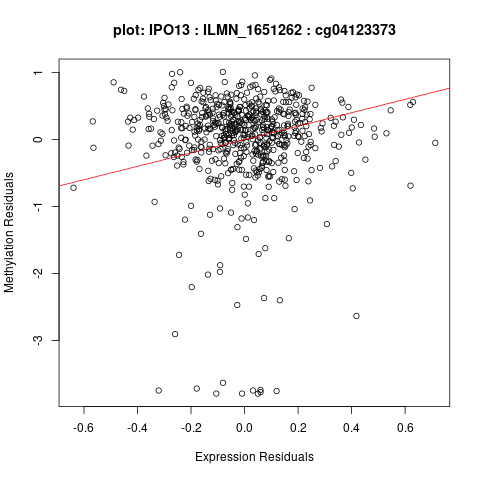 plot: IPO13 : ILMN_1651262 : cg04123373
1
0
-1
-2
-3
Methylation Residuals
-0.6 -0.4 -0.2 0.0 0.2 0.4 0.6
Expression Residuals